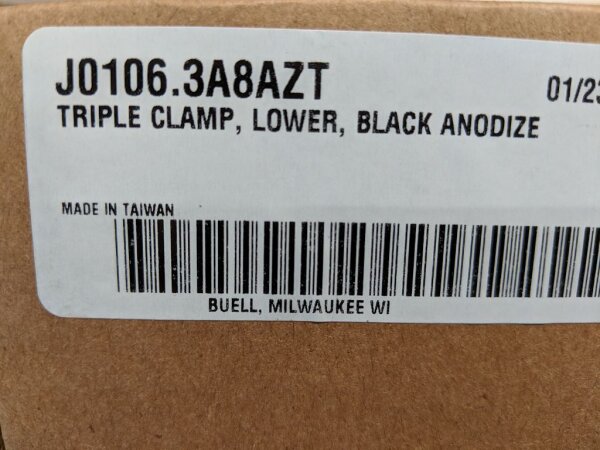 J0106.3A8AZT 01/23
TRIPLE CLAMP, LOWER, BLACK ANODIZE
MADE IN TAIWAN
BUELL, MILWAUKEE WI